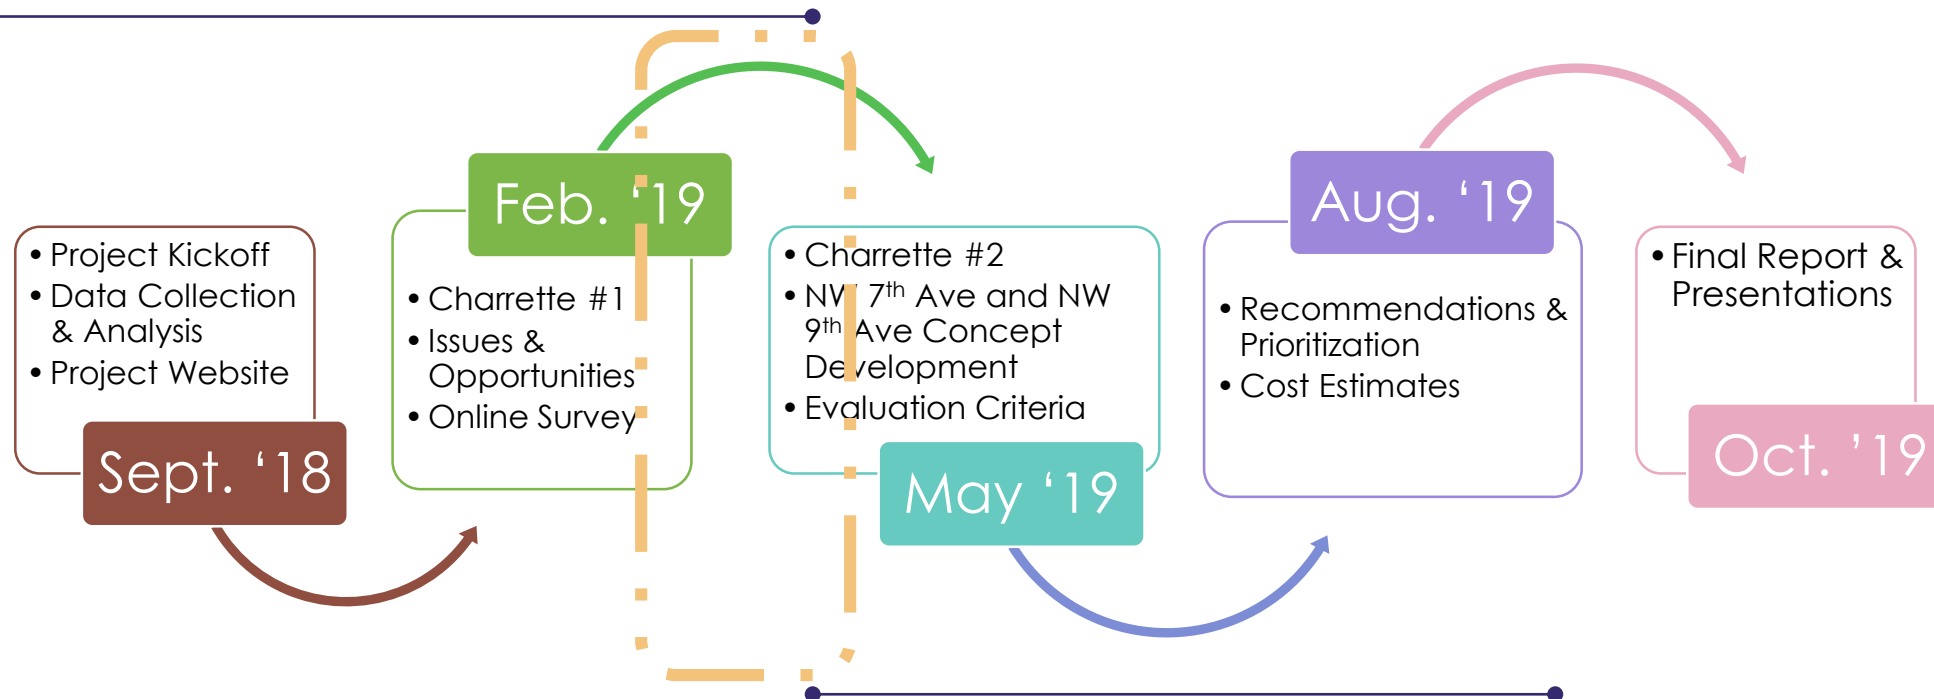 • Project Kickoff
• Data Collection
& Analysis
• Project Website
Sept. ‘18
Feb. ‘19
• Charrette #1
• Issues &
Opportunities
• Online Survey
• Charrette #2
• NW 7th Ave and NW
9th Ave Concept
Development
• Evaluation Criteria
May ‘19
Aug. ‘19
• Recommendations &
Prioritization
• Cost Estimates
• Final Report &
Presentations
Oct. ’19